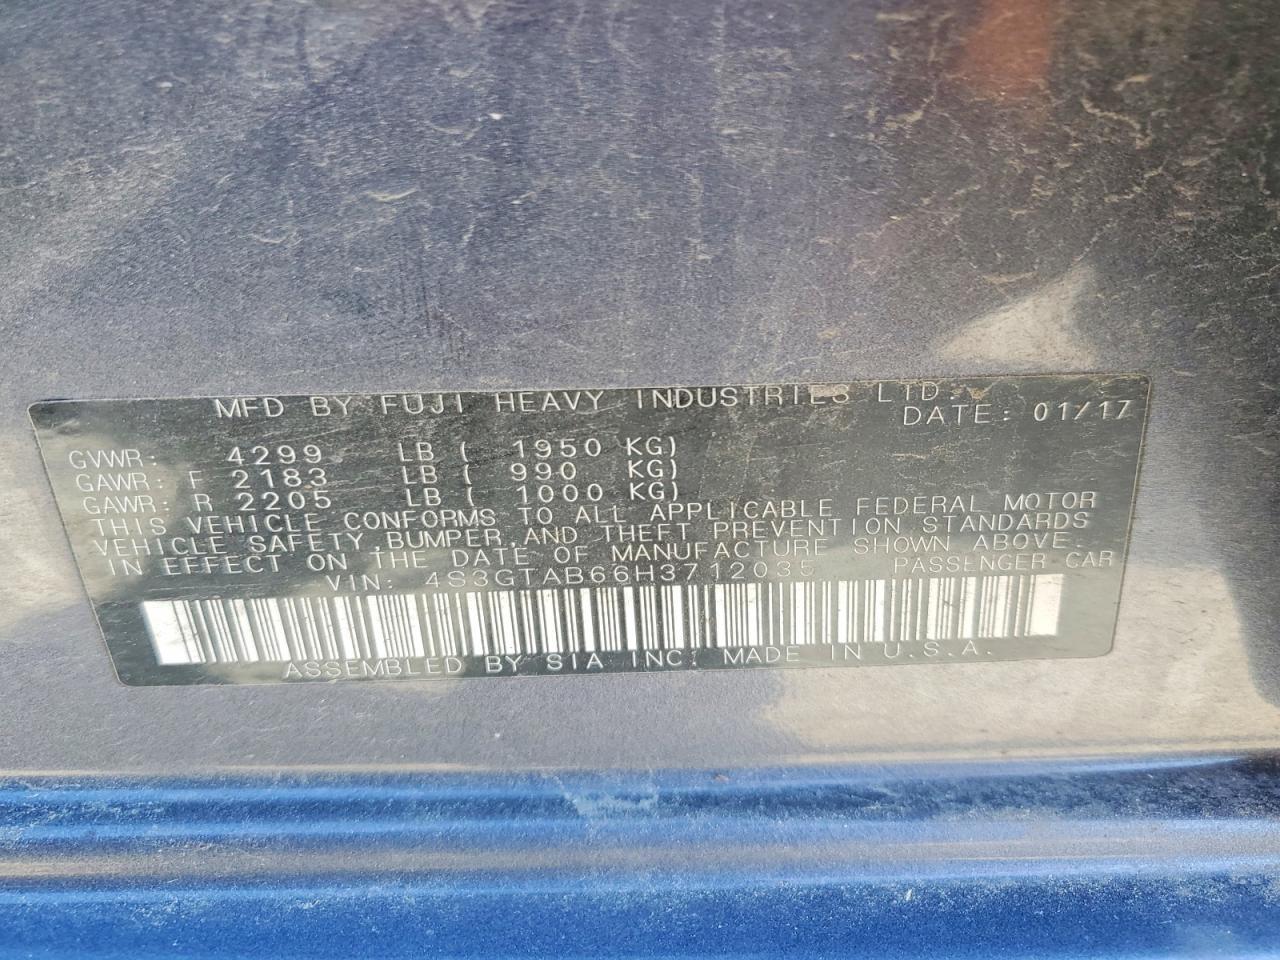 MFD BY FUJI HEAVY INDUSTRIES LTD.
DATE: 01/17
GVWR: 4299 LB ( 1950 KG)
GAWR: F 2183 LB ( 990 KG)
GAWR: R 2205 LB ( 1000 KG)
THIS VEHICLE CONFORMS TO ALL APPLICABLE FEDERAL MOTOR
VEHICLE SAFETY,BUMPER,AND THEFT PREVENTION STANDARDS
IN EFFECT ON THE DATE OF MANUFACTURE SHOWN ABOVE.
VIN: 4S3GTAB66H3712035 PASSENGER CAR
ASSEMBLED BY SIA INC. MADE IN U.S.A.